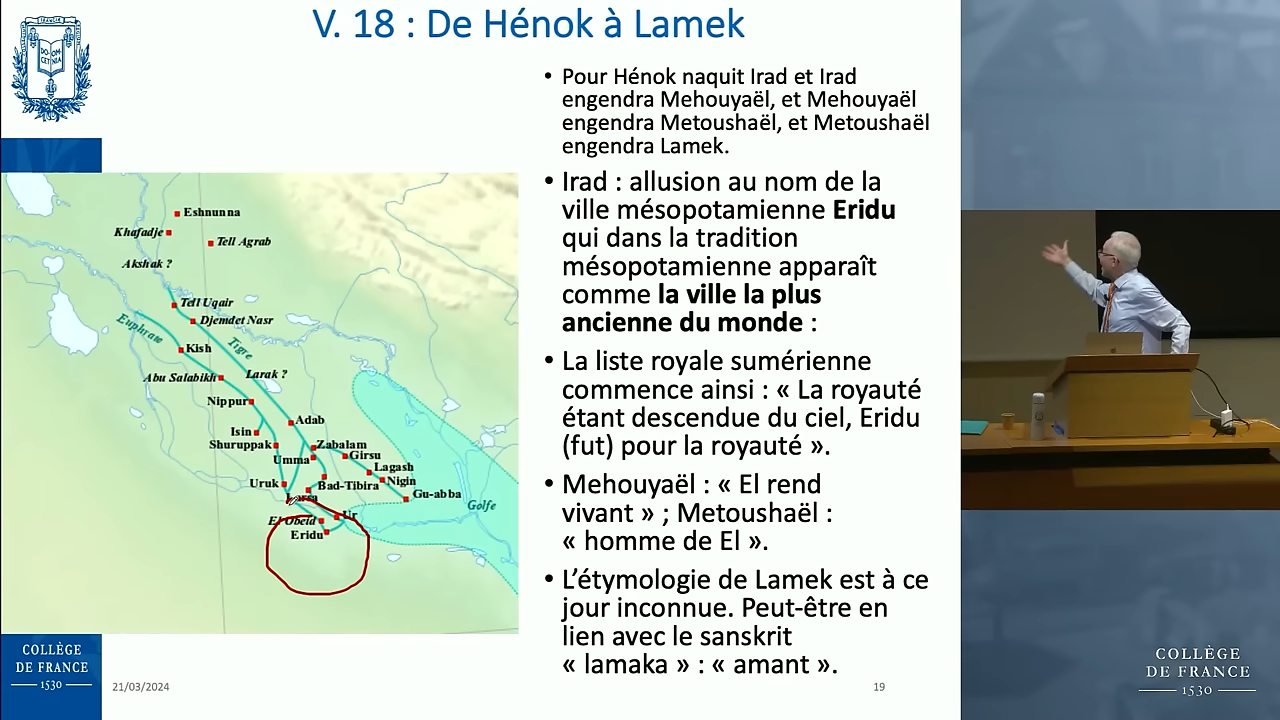 V. 18 : De Hénok à Lamek
• Pour Hénok naquit Irad et Irad
engendra Mehouyaël, et Mehouyaël
engendra Metoushaël, et Metoushaël
engendra Lamek.
• Irad : allusion au nom de la
ville mésopotamienne Eridu
qui dans la tradition
mésopotamienne apparaît
comme la ville la plus
ancienne du monde :
• La liste royale sumérienne
commence ainsi : « La royauté
étant descendue du ciel, Eridu
(fut) pour la royauté ».
• Mehouyaël : « El rend
vivant » ; Metoushaël :
« homme de El ».
• L’étymologie de Lamek est à ce
jour inconnue. Peut-être en
lien avec le sanskrit
« lamaka » : « amant ».
Eshnunna
Khafadje
Tell Agrab
Akshak ?
Tell Uqair
Djemdet Nasr
Euphrate
Tigre
Kish
Abu Salabikh
Larak ?
Nippur
Adab
Isin
Shuruppak
Zabalam
Umma
Girsu
Lagash
Uruk
Bad-Tibira
Nigin
Larsa
Gu-abba
Golfe
El Obeid
Ur
Eridu
COLLÈGE
DE FRANCE
1530
21/03/2024
19
COLLÈGE
DE FRANCE
1530